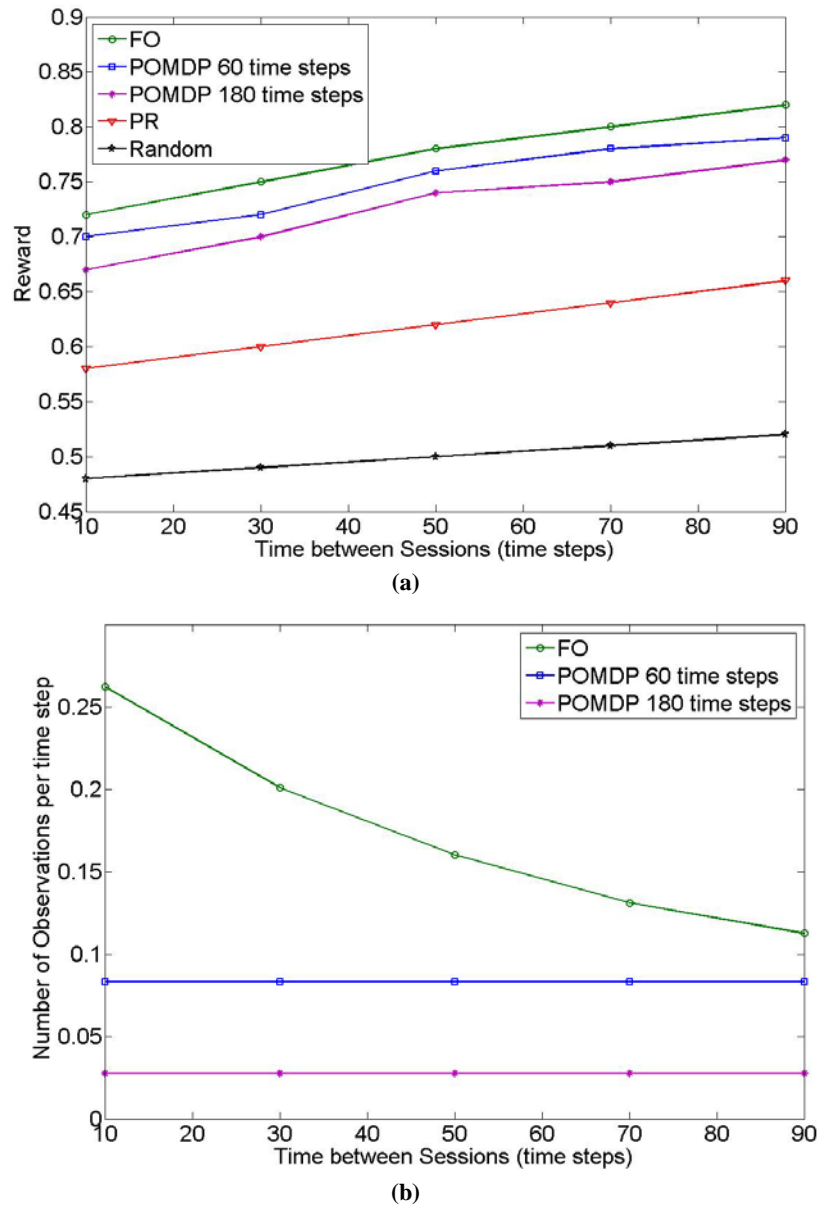 0.9
0.85
0.8
0.75
0.7
0.65
0.6
0.55
0.5
0.45
Reward
FO
POMDP 60 time steps
POMDP 180 time steps
PR
Random
10 20 30 40 50 60 70 80 90
Time between Sessions (time steps)
(a)
0.25
0.2
0.15
0.1
0.05
0
Number of Observations per time step
FO
POMDP 60 time steps
POMDP 180 time steps
10 20 30 40 50 60 70 80 90
Time between Sessions (time steps)
(b)